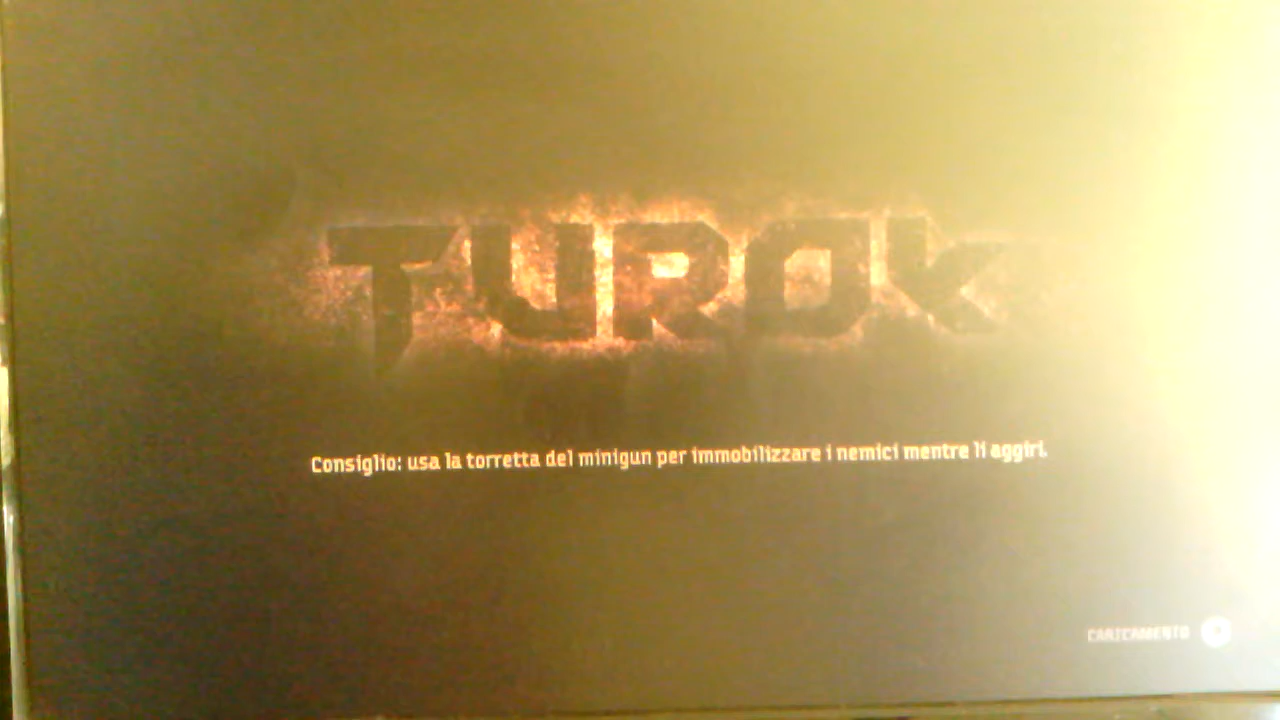 TUROK
Consiglio: usa la torretta del minigun per immobilizzare i nemici mentre li aggiri.
CARICAMENTO